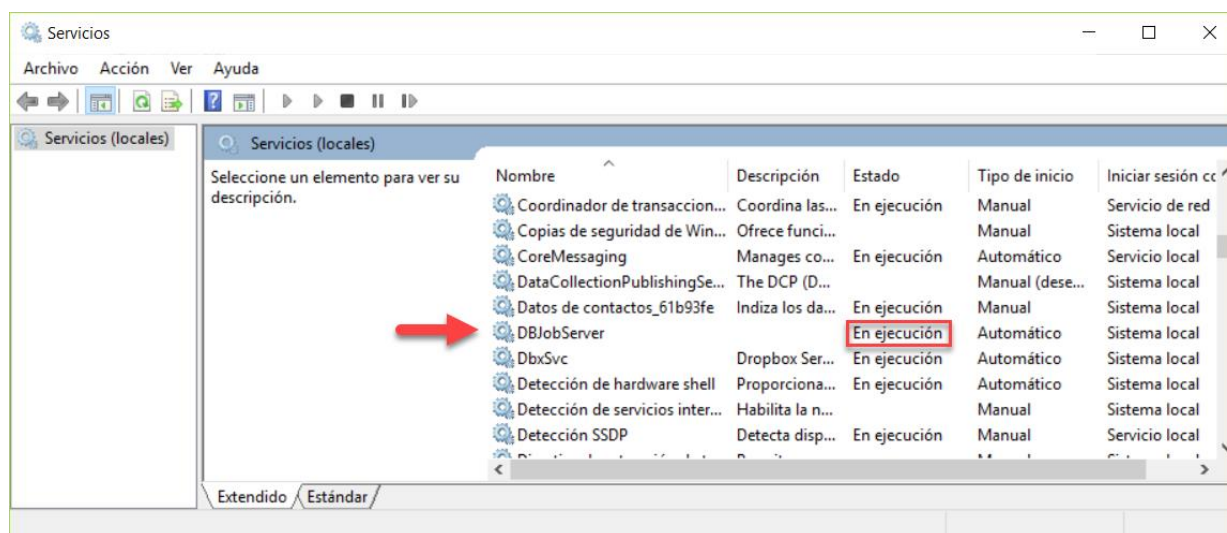 Servicios
Archivo Acción Ver Ayuda
Servicios (locales)
Servicios (locales)
Seleccione un elemento para ver su
descripción.
Nombre Descripción Estado Tipo de inicio Iniciar sesión cc
Coordinador de transaccion... Coordina las... En ejecución Manual Servicio de red
Copias de seguridad de Win... Ofrece funci... Manual Sistema local
CoreMessaging Manages co... En ejecución Automático Servicio local
DataCollectionPublishingSe... The DCP (D... Manual (dese... Sistema local
Datos de contactos_61b93fe Indiza los da... En ejecución Manual Sistema local
DBJobServer En ejecución Automático Sistema local
DbxSvc Dropbox Ser... En ejecución Automático Sistema local
Detección de hardware shell Proporciona... En ejecución Automático Sistema local
Detección de servicios inter... Habilita la n... Manual Sistema local
Detección SSDP Detecta disp... En ejecución Manual Servicio local
Extendido Estándar